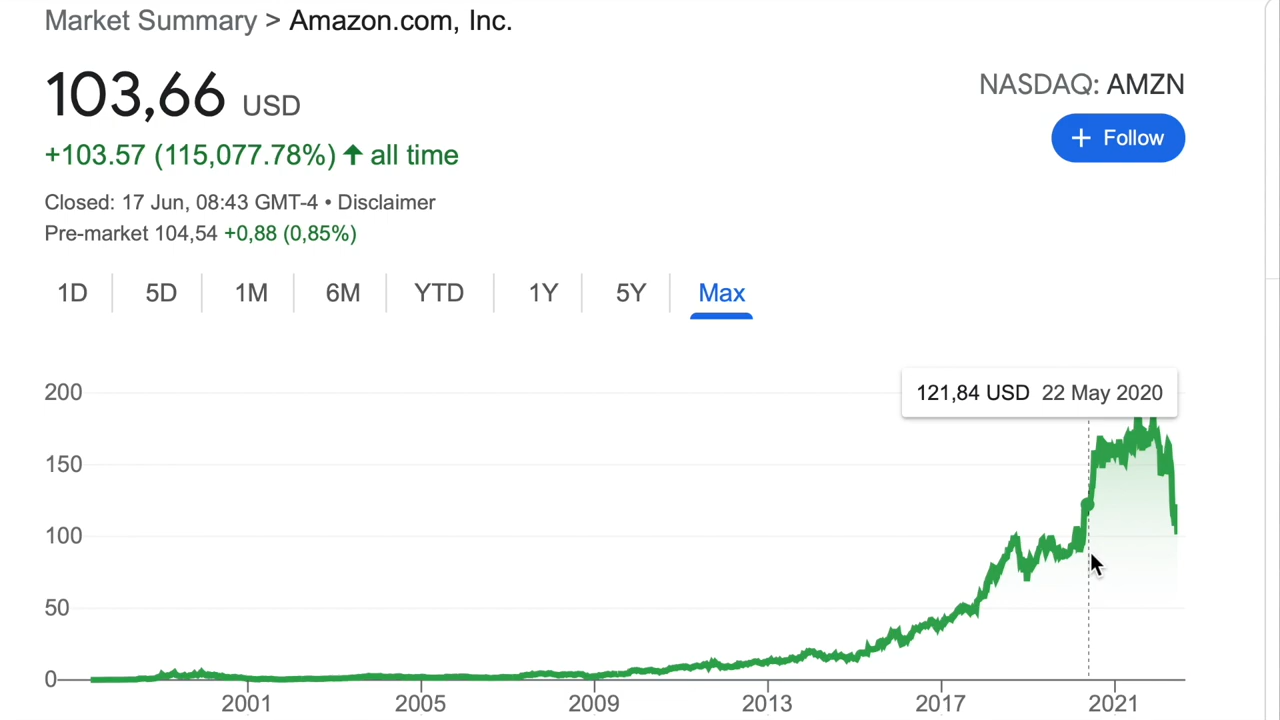 Market Summary > Amazon.com, Inc.
103,66 USD
NASDAQ: AMZN
+ Follow
+103.57 (115,077.78%) ↑ all time
Closed: 17 Jun, 08:43 GMT-4 • Disclaimer
Pre-market 104,54 +0,88 (0,85%)
1D 5D 1M 6M YTD 1Y 5Y Max
121,84 USD 22 May 2020
200
150
100
50
0
2001 2005 2009 2013 2017 2021